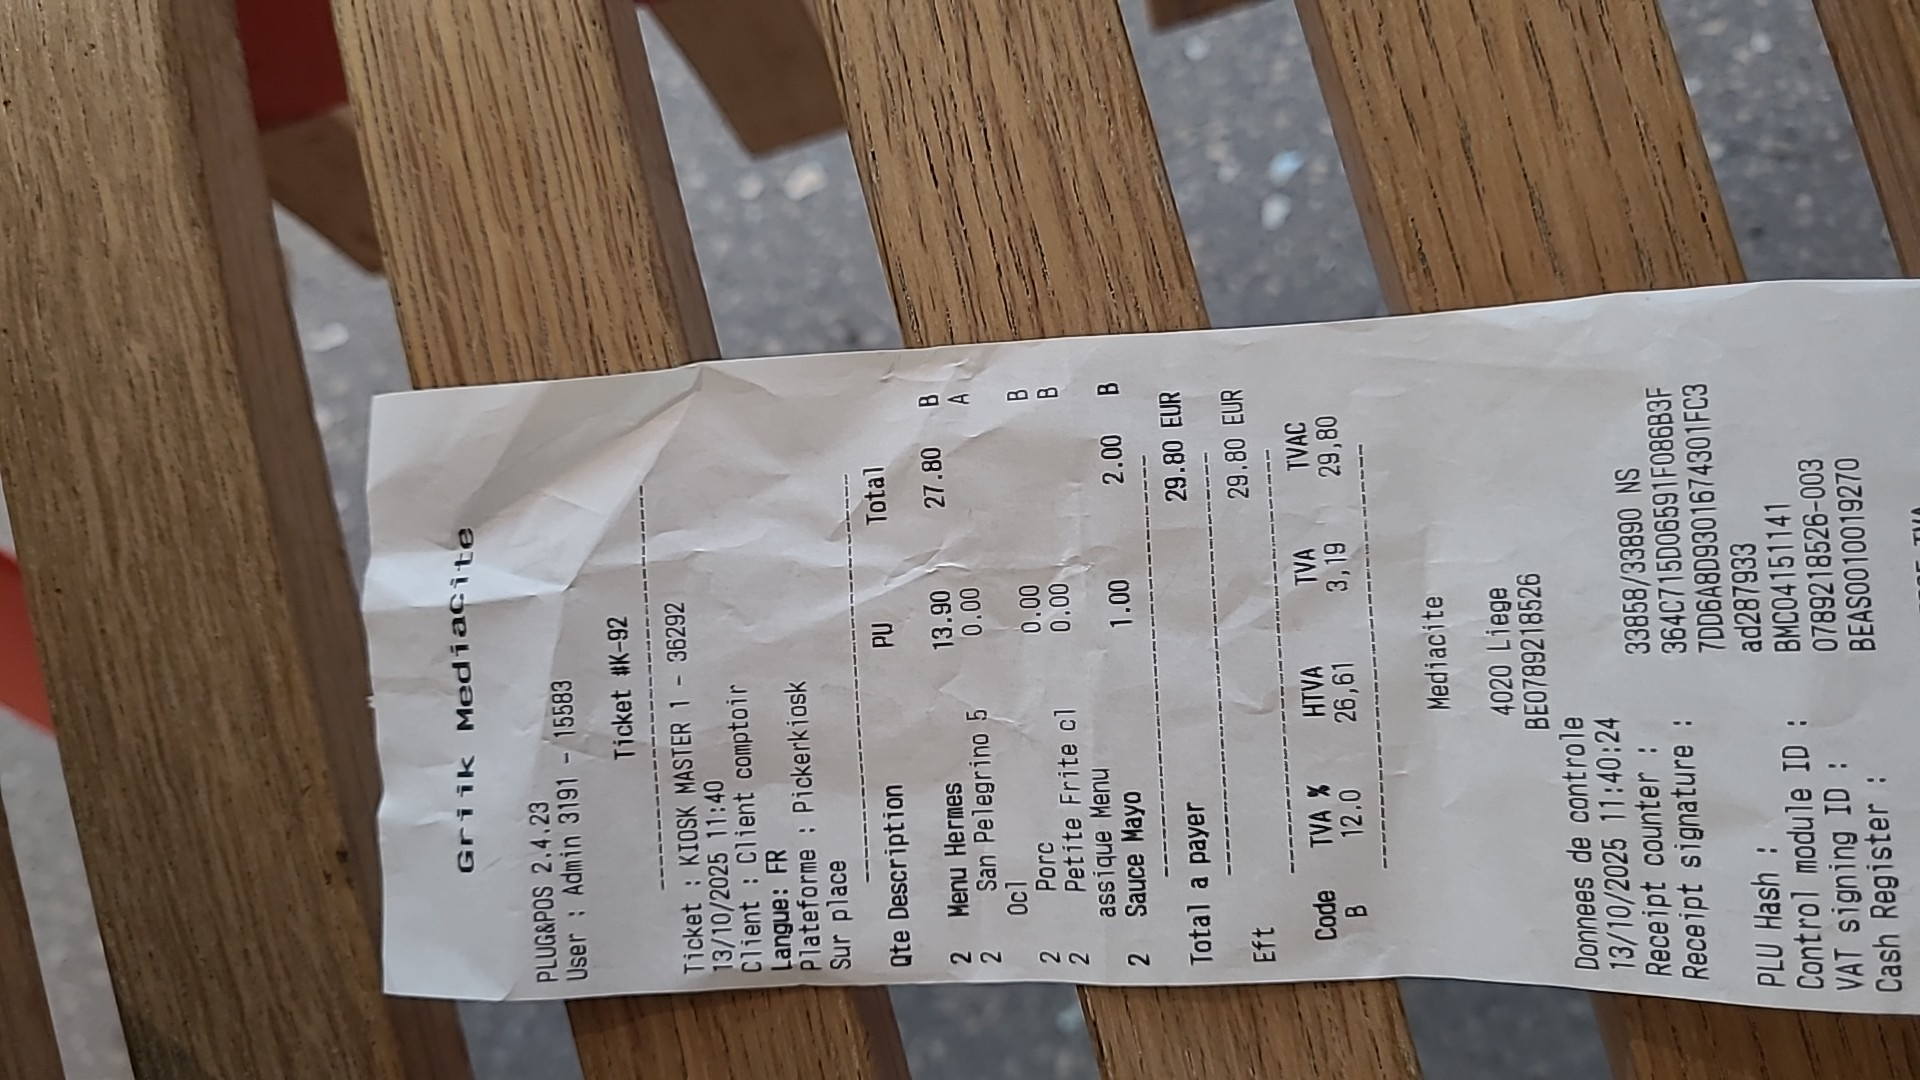 Griik Mediacite
PLUG&POS 2.4.23
User : Admin 3191 - 15583
Ticket #K-92
Ticket : KIOSK MASTER 1 - 36292
13/10/2025 11:40
Client : Client comptoir
Langue: FR
Plateforme : Pickerkiosk
Sur place
Qte Description PU Total
2 Menu Hermes 13.90 27.80 B
2 San Pelegrino 5 0.00 A
0cl
2 Porc 0.00 B
2 Petite Frite cl 0.00 B
assique Menu
2 Sauce Mayo 1.00 2.00 B
Total a payer 29.80 EUR
Eft 29.80 EUR
Code TVA % HTVA TVA TVAC
B 12.0 26,61 3,19 29,80
Mediacite
4020 Liege
BE0789218526
Donnees de controle
13/10/2025 11:40:24
Receipt counter : 33858/33890 NS
Receipt signature : 364C715D06591F086B3F
7DD6A8D9301674301FC3
PLU Hash : ad287933
Control module ID : BMC04151141
VAT signing ID : 0789218526-003
Cash Register : BEAS0010019270